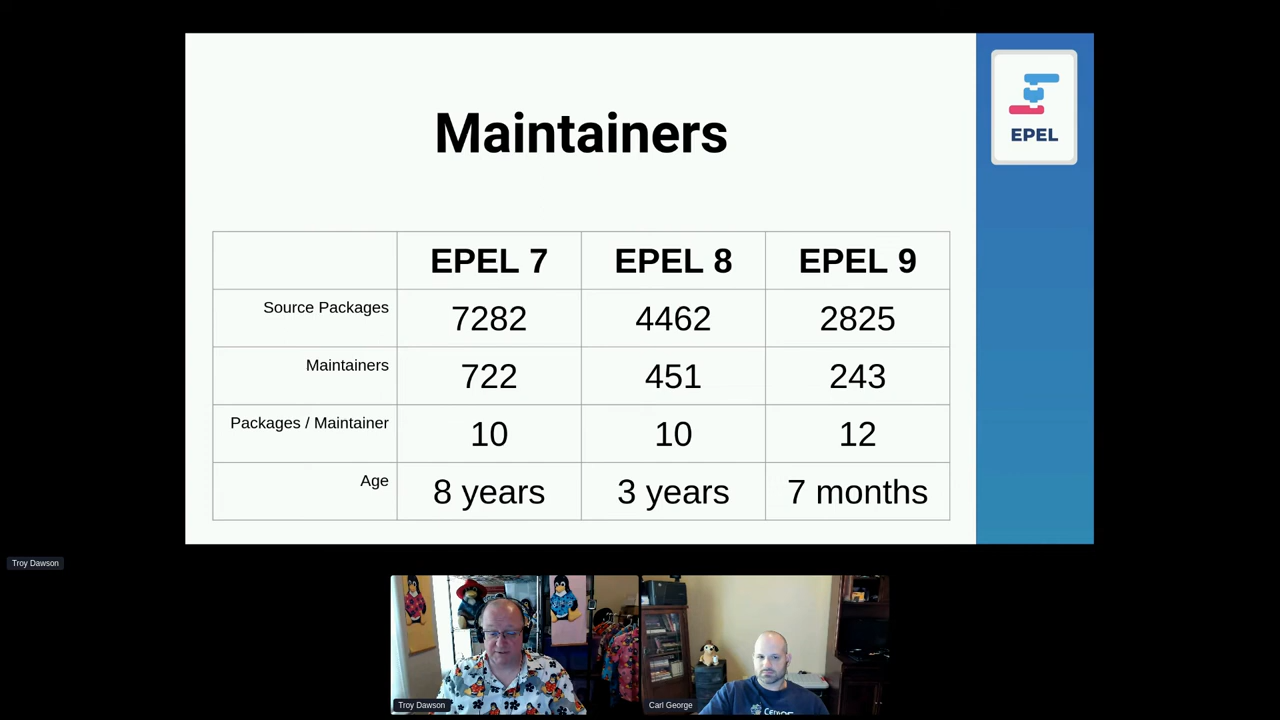 Maintainers
EPEL
EPEL 7 EPEL 8 EPEL 9
Source Packages 7282 4462 2825
Maintainers 722 451 243
Packages / Maintainer 10 10 12
Age 8 years 3 years 7 months
Troy Dawson
Troy Dawson
Carl George